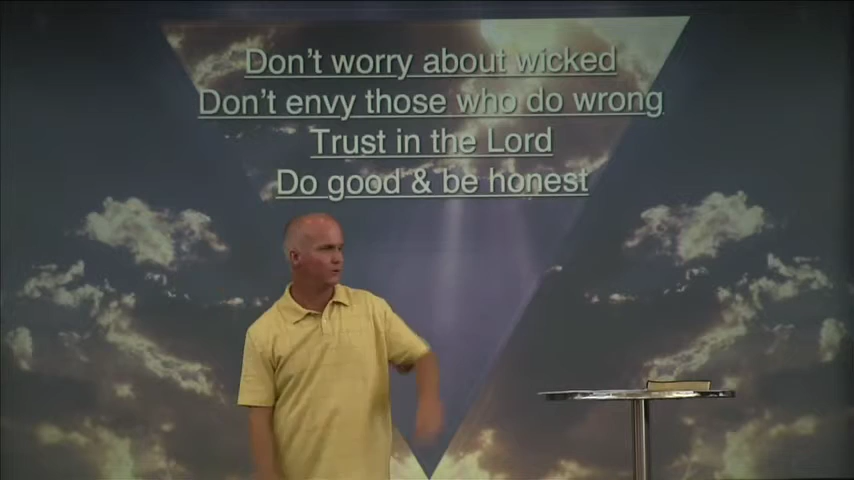 Don't worry about wicked
Don't envy those who do wrong
Trust in the Lord
Do good & be honest